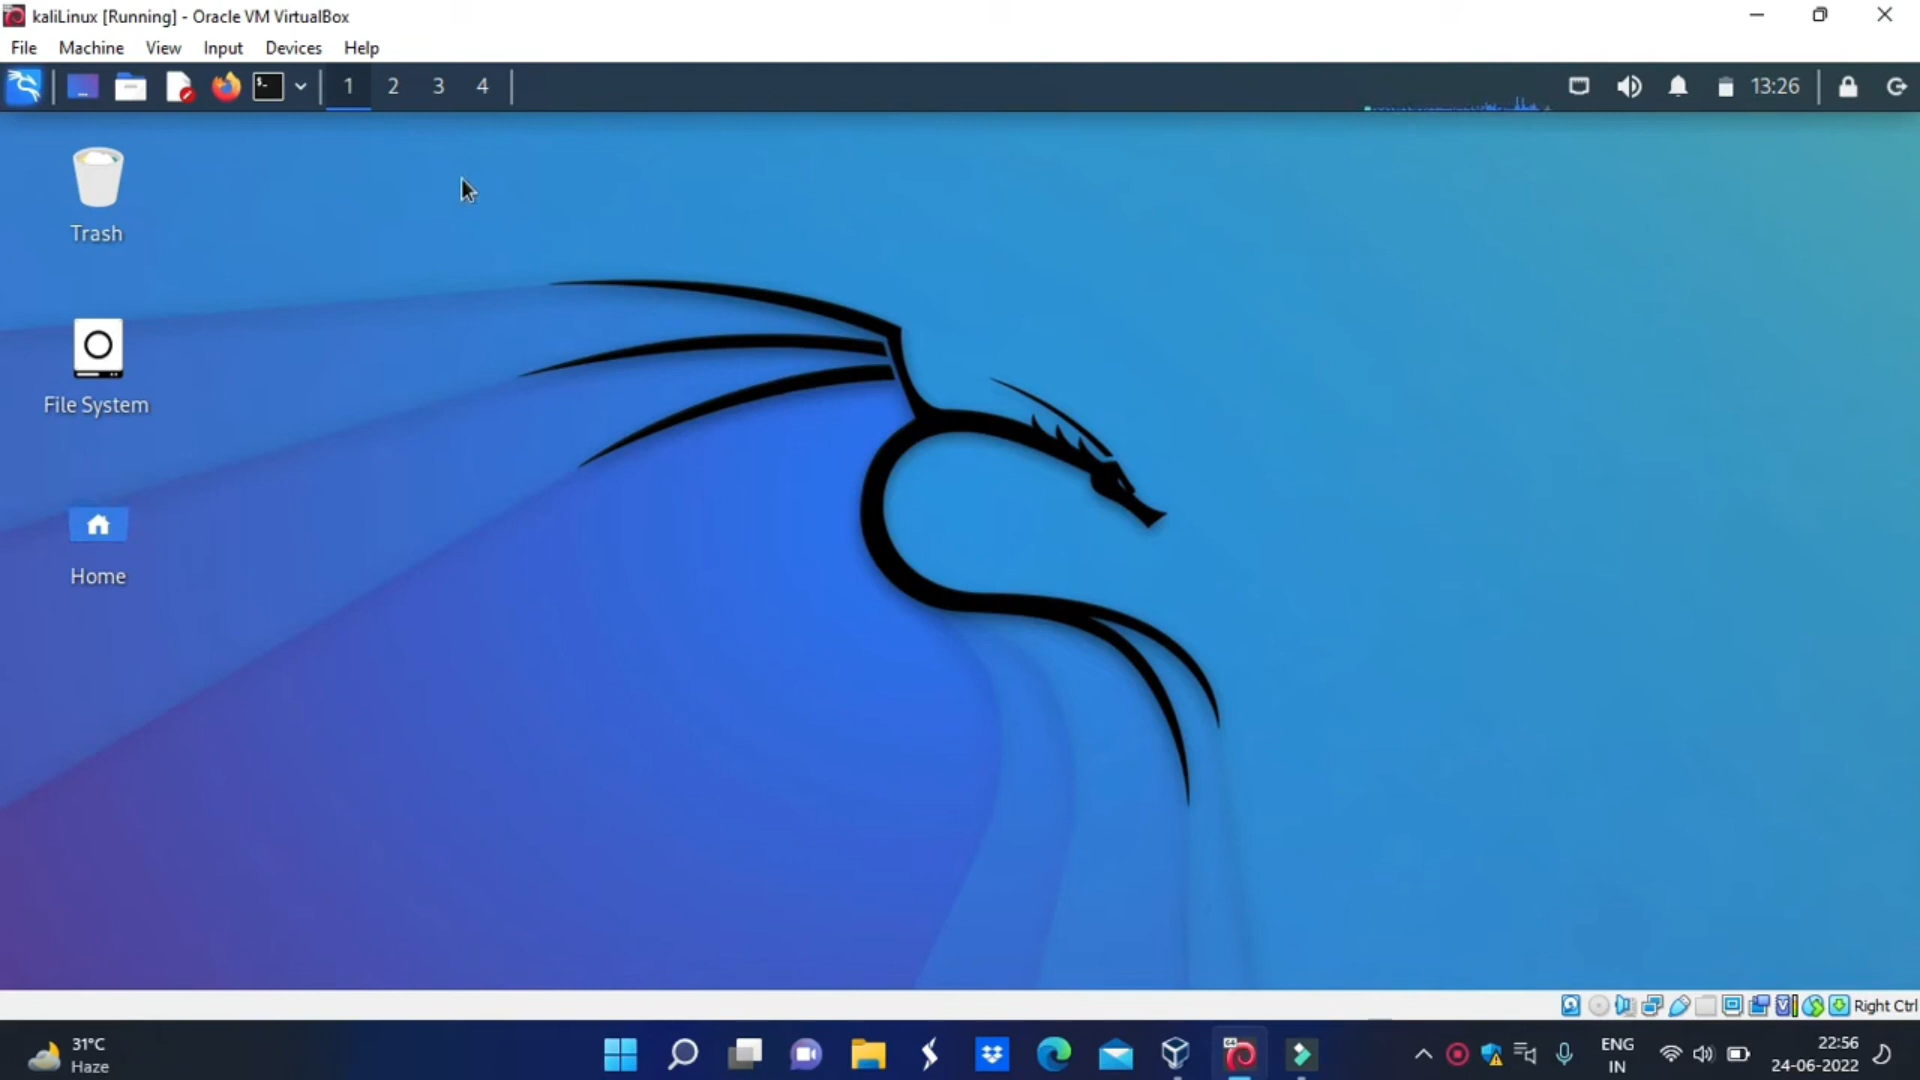 kaliLinux [Running] - Oracle VM VirtualBox
File Machine View Input Devices Help
1 2 3 4 13:26
Trash
File System
Home
Right Ctrl
31°C
Haze
64
ENG
IN
22:56
24-06-2022